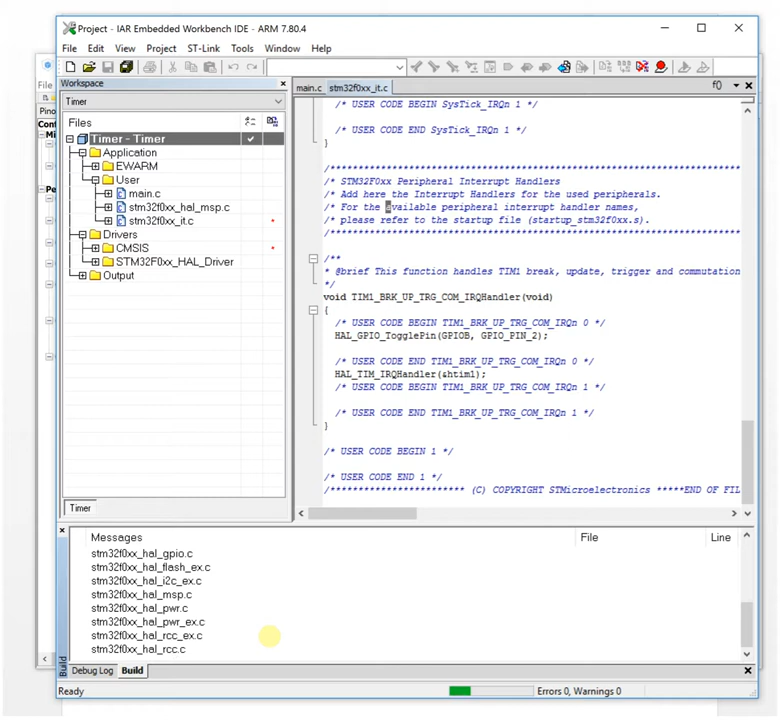 Project - IAR Embedded Workbench IDE - ARM 7.80.4
File Edit View Project ST-Link Tools Window Help
Workspace
Timer
Files
Timer - Timer
Application
EWARM
User
main.c
stm32f0xx_hal_msp.c
stm32f0xx_it.c
Drivers
CMSIS
STM32F0xx_HAL_Driver
Output
Timer
main.c stm32f0xx_it.c
f()
/* USER CODE BEGIN SysTick_IRQn 1 */
/* USER CODE END SysTick_IRQn 1 */
}
/******************************************************************
/* STM32F0xx Peripheral Interrupt Handlers
/* Add here the Interrupt Handlers for the used peripherals.
/* For the available peripheral interrupt handler names,
/* please refer to the startup file (startup_stm32f0xx.s).
/******************************************************************
/**
* @brief This function handles TIM1 break, update, trigger and commutation
*/
void TIM1_BRK_UP_TRG_COM_IRQHandler(void)
{
/* USER CODE BEGIN TIM1_BRK_UP_TRG_COM_IRQn 0 */
HAL_GPIO_TogglePin(GPIOB, GPIO_PIN_2);
/* USER CODE END TIM1_BRK_UP_TRG_COM_IRQn 0 */
HAL_TIM_IRQHandler(&htim1);
/* USER CODE BEGIN TIM1_BRK_UP_TRG_COM_IRQn 1 */
/* USER CODE END TIM1_BRK_UP_TRG_COM_IRQn 1 */
}
/* USER CODE BEGIN 1 */
/* USER CODE END 1 */
/************************ (C) COPYRIGHT STMicroelectronics *****END OF FIL
Messages File Line
stm32f0xx_hal_gpio.c
stm32f0xx_hal_flash_ex.c
stm32f0xx_hal_i2c_ex.c
stm32f0xx_hal_msp.c
stm32f0xx_hal_pwr.c
stm32f0xx_hal_pwr_ex.c
stm32f0xx_hal_rcc_ex.c
stm32f0xx_hal_rcc.c
Build
Debug Log Build
Ready Errors 0, Warnings 0
File
Pino